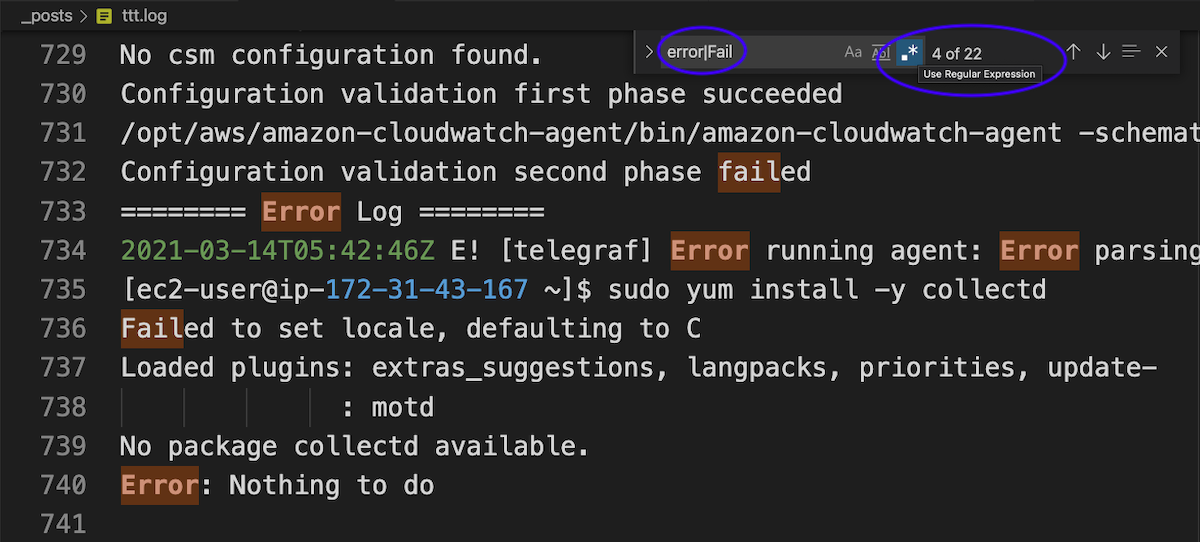 _posts > ttt.log
error|Fail Aa Abl .* 4 of 22
Use Regular Expression
729 No csm configuration found.
730 Configuration validation first phase succeeded
731 /opt/aws/amazon-cloudwatch-agent/bin/amazon-cloudwatch-agent -schemat
732 Configuration validation second phase failed
733 ======== Error Log ========
734 2021-03-14T05:42:46Z E! [telegraf] Error running agent: Error parsing
735 [ec2-user@ip-172-31-43-167 ~]$ sudo yum install -y collectd
736 Failed to set locale, defaulting to C
737 Loaded plugins: extras_suggestions, langpacks, priorities, update-
738 : motd
739 No package collectd available.
740 Error: Nothing to do
741